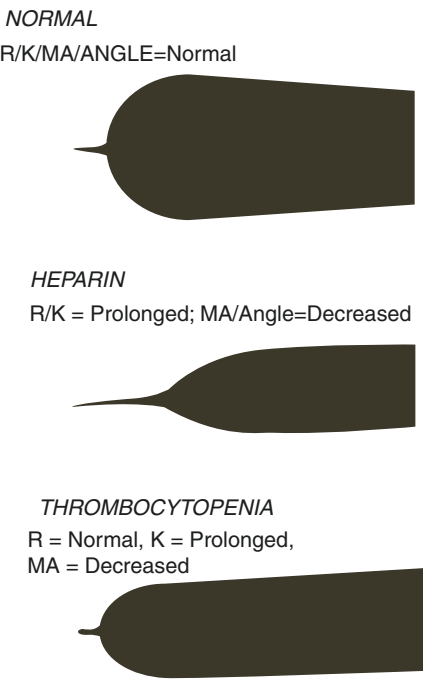 NORMAL
R/K/MA/ANGLE=Normal
HEPARIN
R/K = Prolonged; MA/Angle=Decreased
THROMBOCYTOPENIA
R = Normal, K = Prolonged,
MA = Decreased